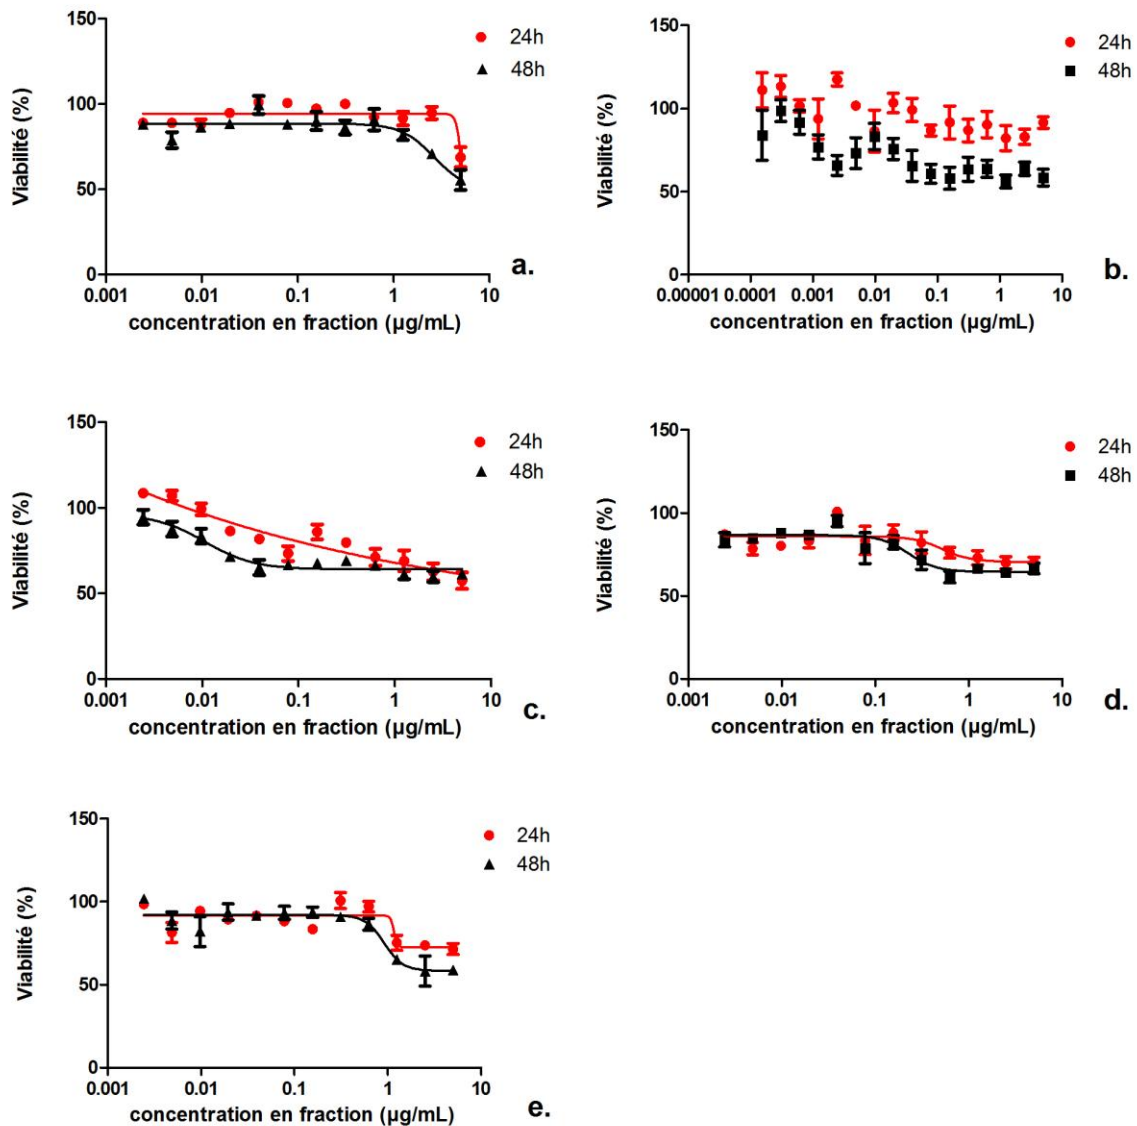 150
100
50
0
Viabilité (%)
24h
48h
0.001 0.01 0.1 1 10
concentration en fraction (µg/mL)
a.
150
100
50
0
Viabilité (%)
24h
48h
0.00001 0.0001 0.001 0.01 0.1 1 10
concentration en fraction (µg/mL)
b.
150
100
50
0
Viabilité (%)
24h
48h
0.001 0.01 0.1 1 10
concentration en fraction (µg/mL)
c.
150
100
50
0
Viabilité (%)
24h
48h
0.001 0.01 0.1 1 10
concentration en fraction (µg/mL)
d.
150
100
50
0
Viabilité (%)
24h
48h
0.001 0.01 0.1 1 10
concentration en fraction (µg/mL)
e.